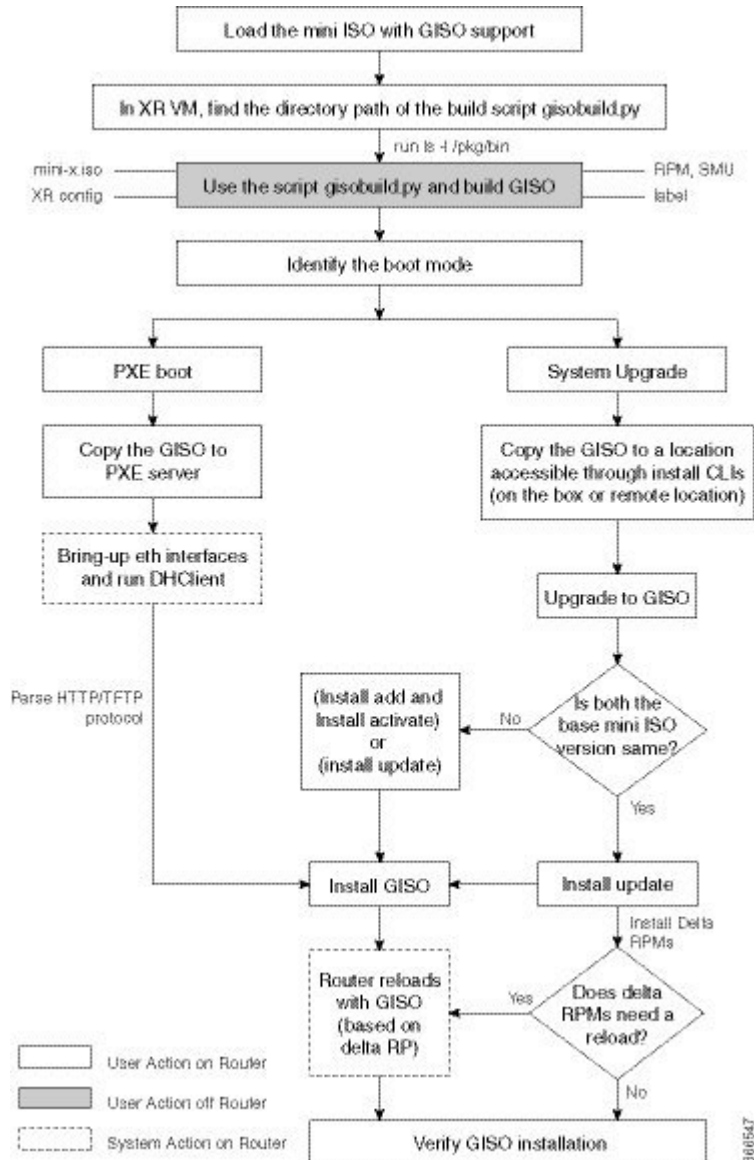 Load the mini ISO with GISO support
In XR VM, find the directory path of the build script gisobuild.py
run ls -l /pkg/bin
mini-x.iso
XR config
Use the script gisobuild.py and build GISO
RPM, SMU
label
Identify the boot mode
PXE boot
System Upgrade
Copy the GISO to
PXE server
Copy the GISO to a location
accessible through install CLIs
(on the box or remote location)
Bring-up eth interfaces
and run DHClient
Upgrade to GISO
Parse HTTP/TFTP
protocol
(Install add and
Install activate)
or
(install update)
No
Is both the
base mini ISO
version same?
Yes
Install GISO
Install update
Install Delta
RPMs
Router reloads
with GISO
(based on
delta RP)
Yes
Does delta
RPMs need a
reload?
No
User Action on Router
User Action off Router
System Action on Router
Verify GISO installation
366547